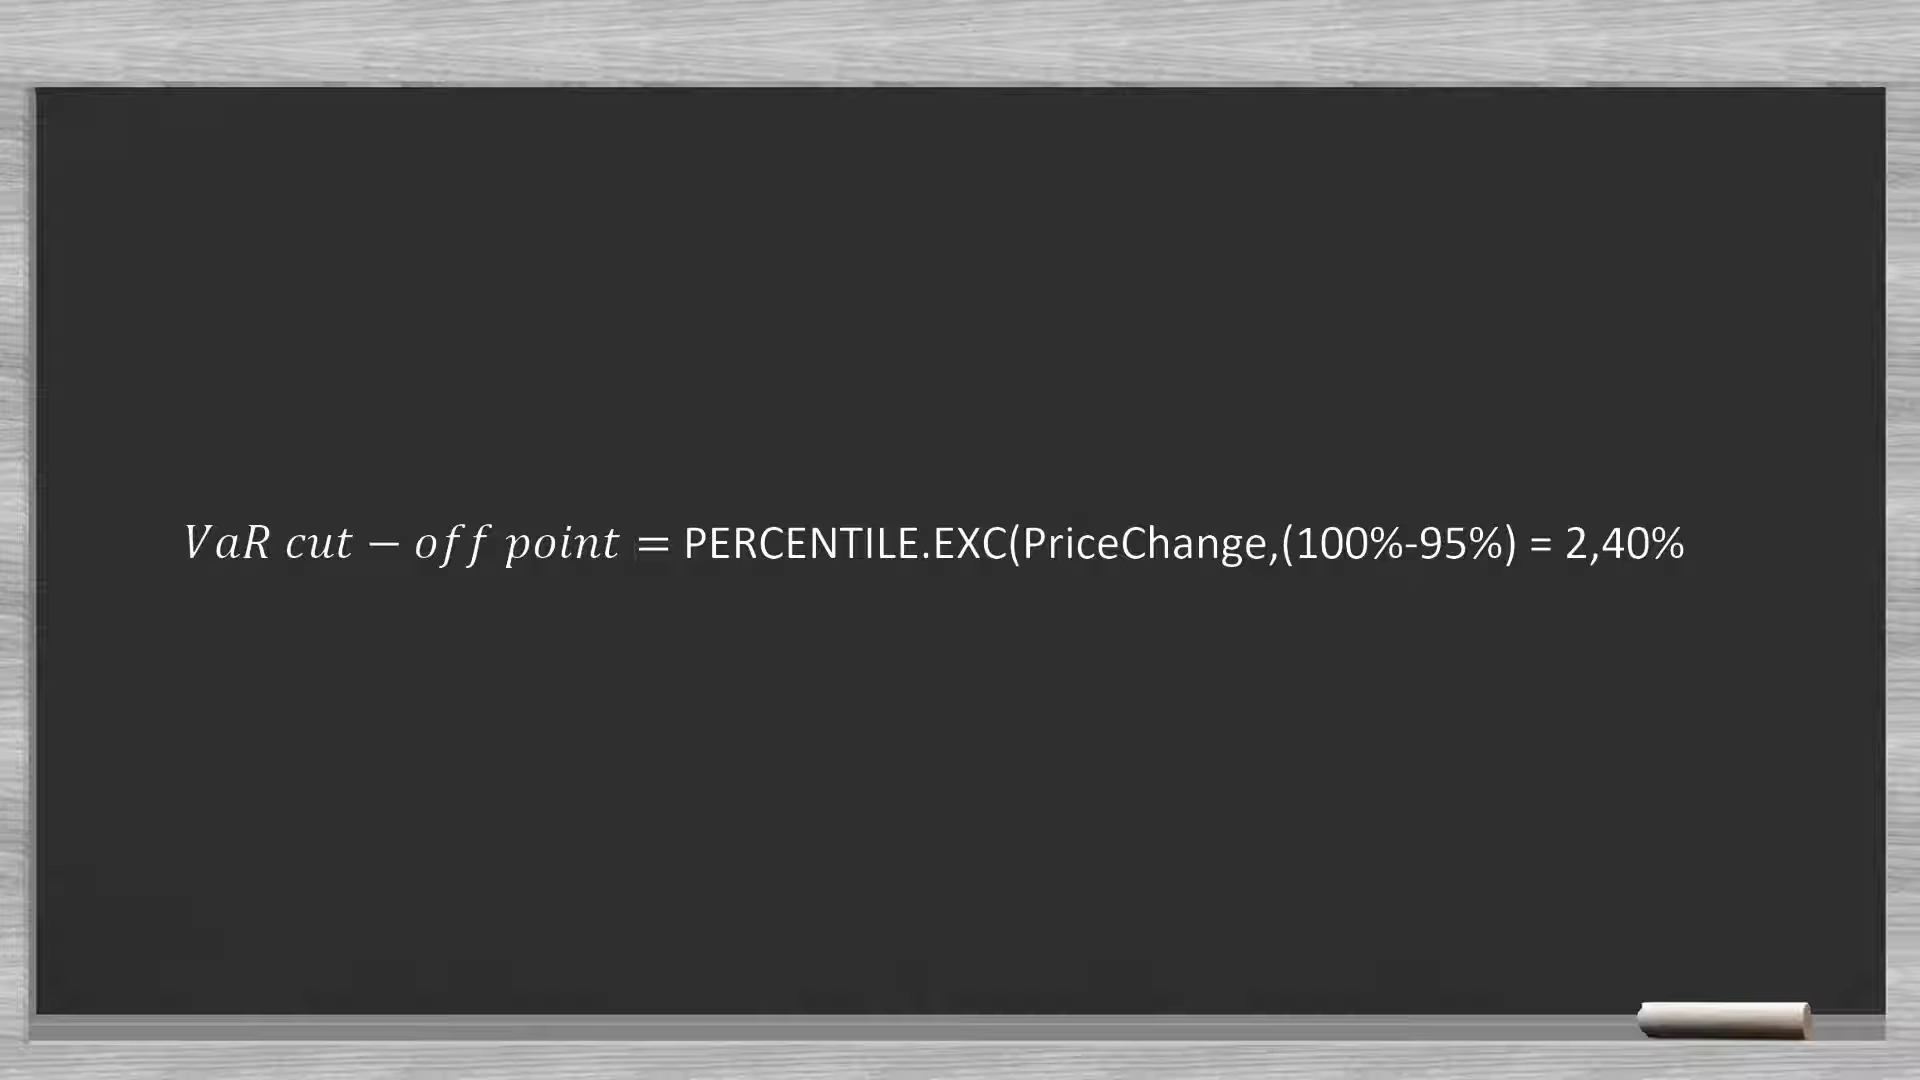 VaR cut − off point = PERCENTILE.EXC(PriceChange,(100%-95%) = 2,40%